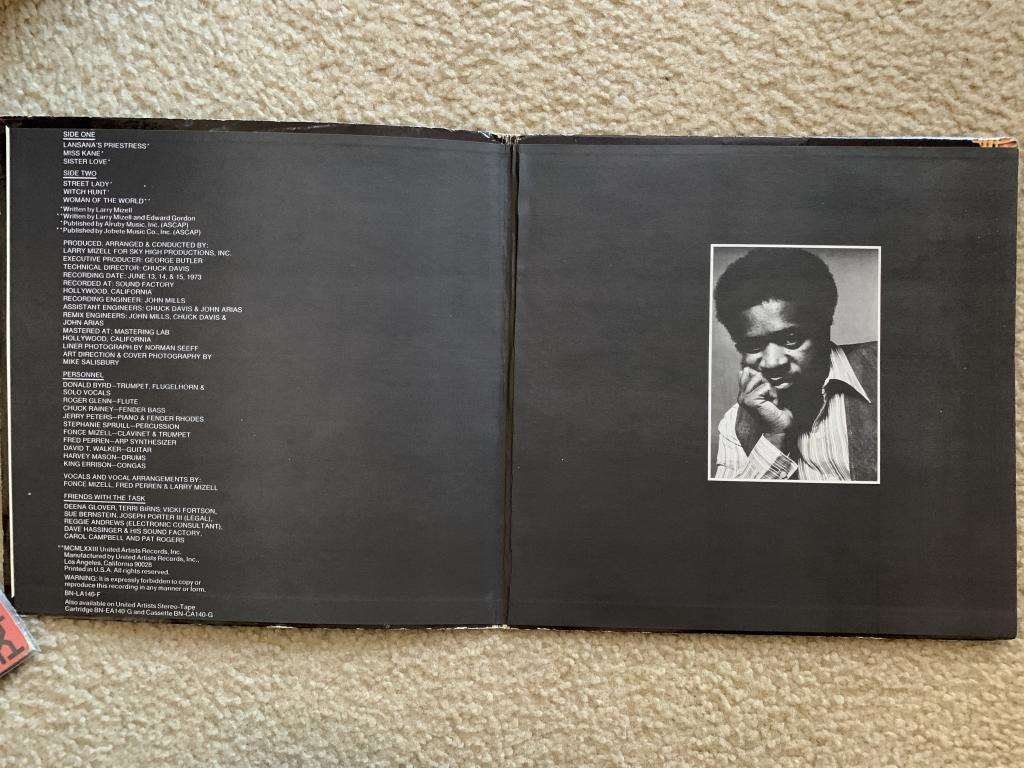 SIDE ONE
LANSANA'S PRIESTRESS*
MISS KANE*
SISTER LOVE*
SIDE TWO
STREET LADY*
WITCH HUNT*
WOMAN OF THE WORLD**
*Written by Larry Mizell
**Written by Larry Mizell and Edward Gordon
*Published by Alruby Music, Inc. (ASCAP)
**Published by Jobete Music Co., Inc. (ASCAP)
PRODUCED, ARRANGED & CONDUCTED BY:
LARRY MIZELL FOR SKY HIGH PRODUCTIONS, INC.
EXECUTIVE PRODUCER: GEORGE BUTLER
TECHNICAL DIRECTOR: CHUCK DAVIS
RECORDING DATE: JUNE 13, 14, & 15, 1973
RECORDED AT: SOUND FACTORY
HOLLYWOOD, CALIFORNIA
RECORDING ENGINEER: JOHN MILLS
ASSISTANT ENGINEERS: CHUCK DAVIS & JOHN ARIAS
REMIX ENGINEERS: JOHN MILLS, CHUCK DAVIS &
JOHN ARIAS
MASTERED AT: MASTERING LAB
HOLLYWOOD, CALIFORNIA
LINER PHOTOGRAPH BY NORMAN SEEFF
ART DIRECTION & COVER PHOTOGRAPHY BY
MIKE SALISBURY
PERSONNEL
DONALD BYRD—TRUMPET, FLUGELHORN &
SOLO VOCALS
ROGER GLENN—FLUTE
CHUCK RAINEY—FENDER BASS
JERRY PETERS—PIANO & FENDER RHODES
STEPHANIE SPRUILL—PERCUSSION
FONCE MIZELL—CLAVINET & TRUMPET
FRED PERREN—ARP SYNTHESIZER
DAVID T. WALKER—GUITAR
HARVEY MASON—DRUMS
KING ERRISON—CONGAS
VOCALS AND VOCAL ARRANGEMENTS BY:
FONCE MIZELL, FRED PERREN & LARRY MIZELL
FRIENDS WITH THE TASK
DEENA GLOVER, TERRI BIRNS, VICKI FORTSON,
SUE BERNSTEIN, JOSEPH PORTER III (LEGAL),
REGGIE ANDREWS (ELECTRONIC CONSULTANT),
DAVE HASSINGER & HIS SOUND FACTORY,
CAROL CAMPBELL AND PAT ROGERS
MCMLXXIII United Artists Records, Inc.
Manufactured by United Artists Records, Inc.,
Los Angeles, California 90028
Printed in U.S.A. All rights reserved.
WARNING: It is expressly forbidden to copy or
reproduce this recording in any manner or form.
BN-LA140-F
Also available on United Artists Stereo-Tape
Cartridge BN-EA140-G and Cassette BN-CA140-G